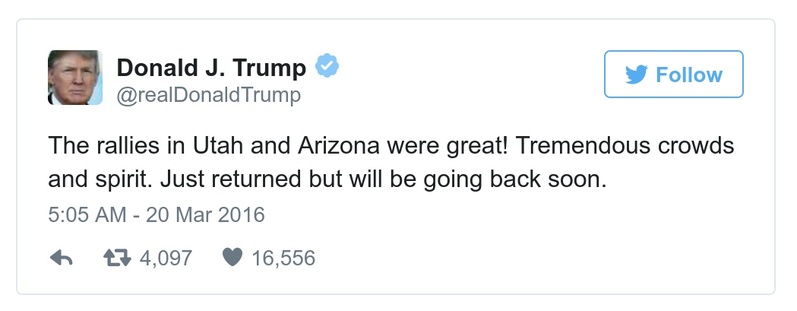 Donald J. Trump
@realDonaldTrump
Follow
The rallies in Utah and Arizona were great! Tremendous crowds
and spirit. Just returned but will be going back soon.
5:05 AM - 20 Mar 2016
4,097 16,556